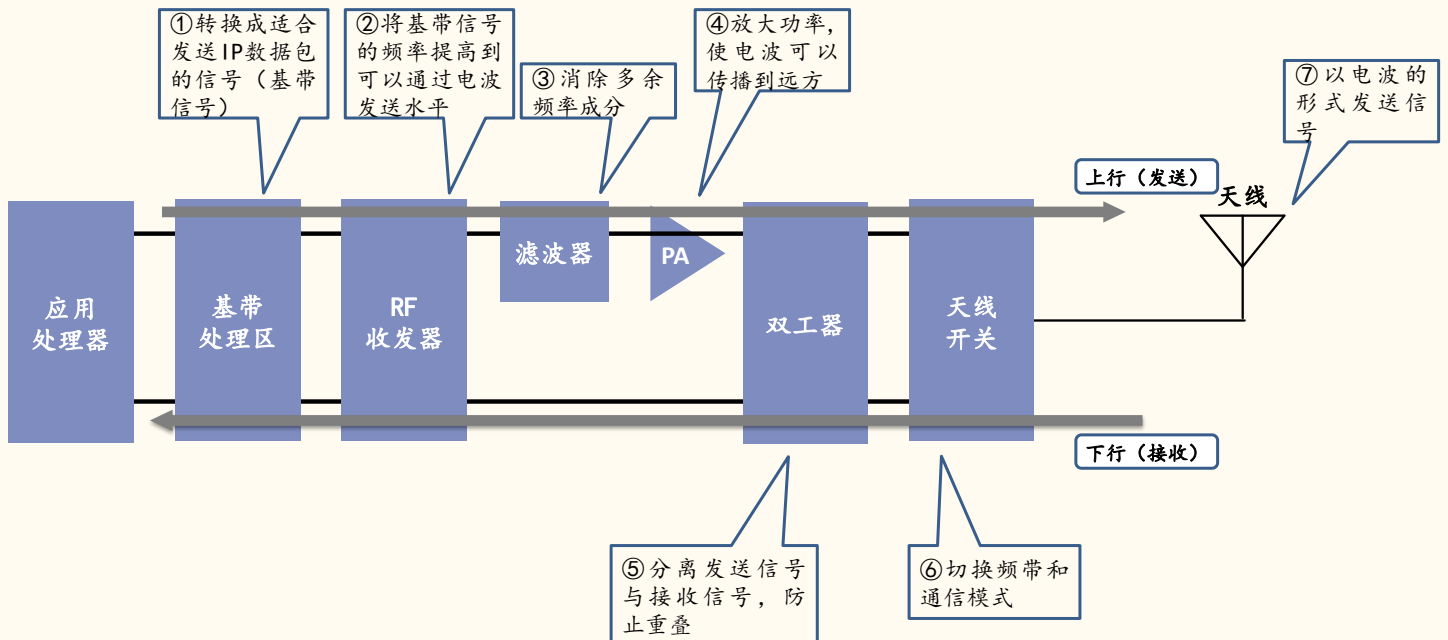 ①转换成适合
发送IP数据包
的信号（基带
信号）
②将基带信号
的频率提高到
可以通过电波
发送水平
③消除多余
频率成分
④放大功率，
使电波可以
传播到远方
⑦以电波的
形式发送信
号
上行（发送）
天线
应用
处理器
基带
处理区
RF
收发器
滤波器
PA
双工器
天线
开关
下行（接收）
⑤分离发送信号
与接收信号，防
止重叠
⑥切换频带和
通信模式